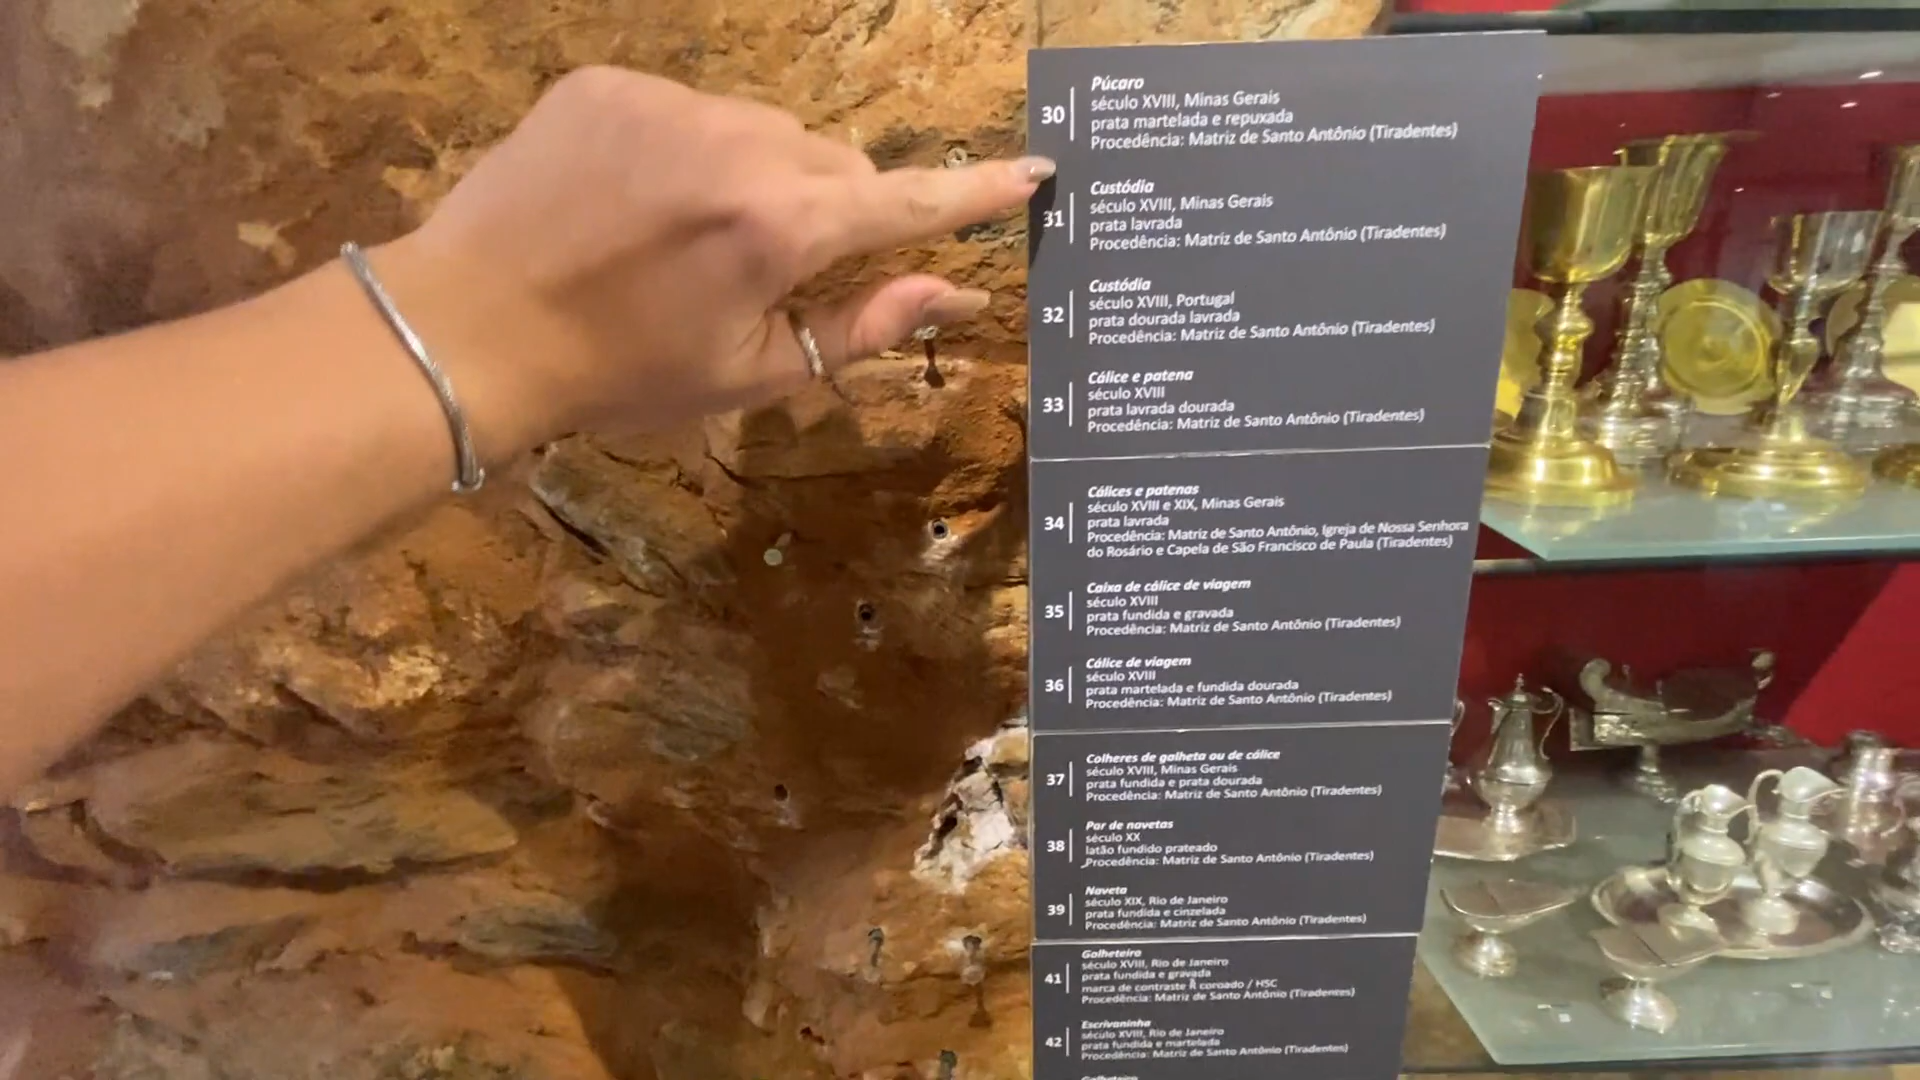 30
Púcaro
século XVIII, Minas Gerais
prata martelada e repuxada
Procedência: Matriz de Santo Antônio (Tiradentes)
31
Custódia
século XVIII, Minas Gerais
prata lavrada
Procedência: Matriz de Santo Antônio (Tiradentes)
32
Custódia
século XVIII, Portugal
prata dourada lavrada
Procedência: Matriz de Santo Antônio (Tiradentes)
33
Cálice e patena
século XVIII
prata lavrada dourada
Procedência: Matriz de Santo Antônio (Tiradentes)
34
Cálices e patenas
século XVIII e XIX, Minas Gerais
prata lavrada
Procedência: Matriz de Santo Antônio, Igreja de Nossa Senhora
do Rosário e Capela de São Francisco de Paula (Tiradentes)
35
Caixa de cálice de viagem
século XVIII
prata fundida e gravada
Procedência: Matriz de Santo Antônio (Tiradentes)
36
Cálice de viagem
século XVIII
prata martelada e fundida dourada
Procedência: Matriz de Santo Antônio (Tiradentes)
37
Colheres de galheta ou de cálice
século XVIII, Minas Gerais
prata fundida e prata dourada
Procedência: Matriz de Santo Antônio (Tiradentes)
38
Par de navetas
século XX
latão fundido prateado
Procedência: Matriz de Santo Antônio (Tiradentes)
39
Naveta
século XIX, Rio de Janeiro
prata fundida e cinzelada
Procedência: Matriz de Santo Antônio (Tiradentes)
41
Galheteiro
século XVIII, Rio de Janeiro
prata fundida e gravada
marca de contraste R coroado / HSC
Procedência: Matriz de Santo Antônio (Tiradentes)
42
Escrivaninha
século XVIII, Rio de Janeiro
prata fundida e martelada
Procedência: Matriz de Santo Antônio (Tiradentes)
Galheteiro